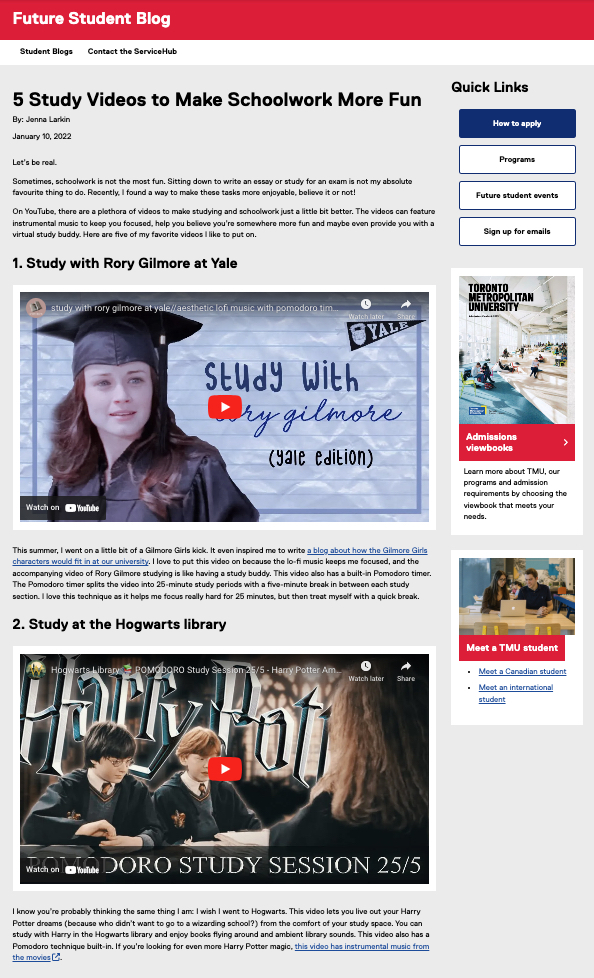 Future Student Blog
Student Blogs
Contact the ServiceHub
5 Study Videos to Make Schoolwork More Fun
By: Jenna Larkin
January 10, 2022
Let's be real.
Sometimes, schoolwork is not the most fun. Sitting down to write an essay or study for an exam is not my absolute
favourite thing to do. Recently, I found a way to make these tasks more enjoyable, believe it or not!
On YouTube, there are a plethora of videos to make studying and schoolwork just a little bit better. The videos can feature
instrumental music to keep you focused, help you believe you're somewhere more fun and maybe even provide you with a
virtual study buddy. Here are five of my favorite videos I like to put on.
1. Study with Rory Gilmore at Yale
study with rory gilmore at yale//aesthetic lofi music with pomodoro tim...
Watch later
Share
YALE
Study with
rory gilmore
(yale edition)
Watch on YouTube
This summer, I went on a little bit of a Gilmore Girls kick. It even inspired me to write a blog about how the Gilmore Girls
characters would fit in at our university. I love to put this video on because the lo-fi music keeps me focused, and the
accompanying video of Rory Gilmore studying is like having a study buddy. This video also has a built-in Pomodoro timer.
The Pomodoro timer splits the video into 25-minute study periods with a five-minute break in between each study
section. I love this technique as it helps me focus really hard for 25 minutes, but then treat myself with a quick break.
2. Study at the Hogwarts library
Hogwarts Library POMODORO Study Session 25/5 - Harry Potter Am...
Watch later
Share
Harry Potter
POMODORO STUDY SESSION 25/5
Watch on YouTube
I know you're probably thinking the same thing I am: I wish I went to Hogwarts. This video lets you live out your Harry
Potter dreams (because who didn't want to go to a wizarding school?) from the comfort of your study space. You can
study with Harry in the Hogwarts library and enjoy books flying around and ambient library sounds. This video also has a
Pomodoro technique built-in. If you're looking for even more Harry Potter magic, this video has instrumental music from
the movies.
Quick Links
How to apply
Programs
Future student events
Sign up for emails
TORONTO
METROPOLITAN
UNIVERSITY
Admissions
viewbooks
Learn more about TMU, our
programs and admission
requirements by choosing the
viewbook that meets your
needs.
Meet a TMU student
Meet a Canadian student
Meet an international
student